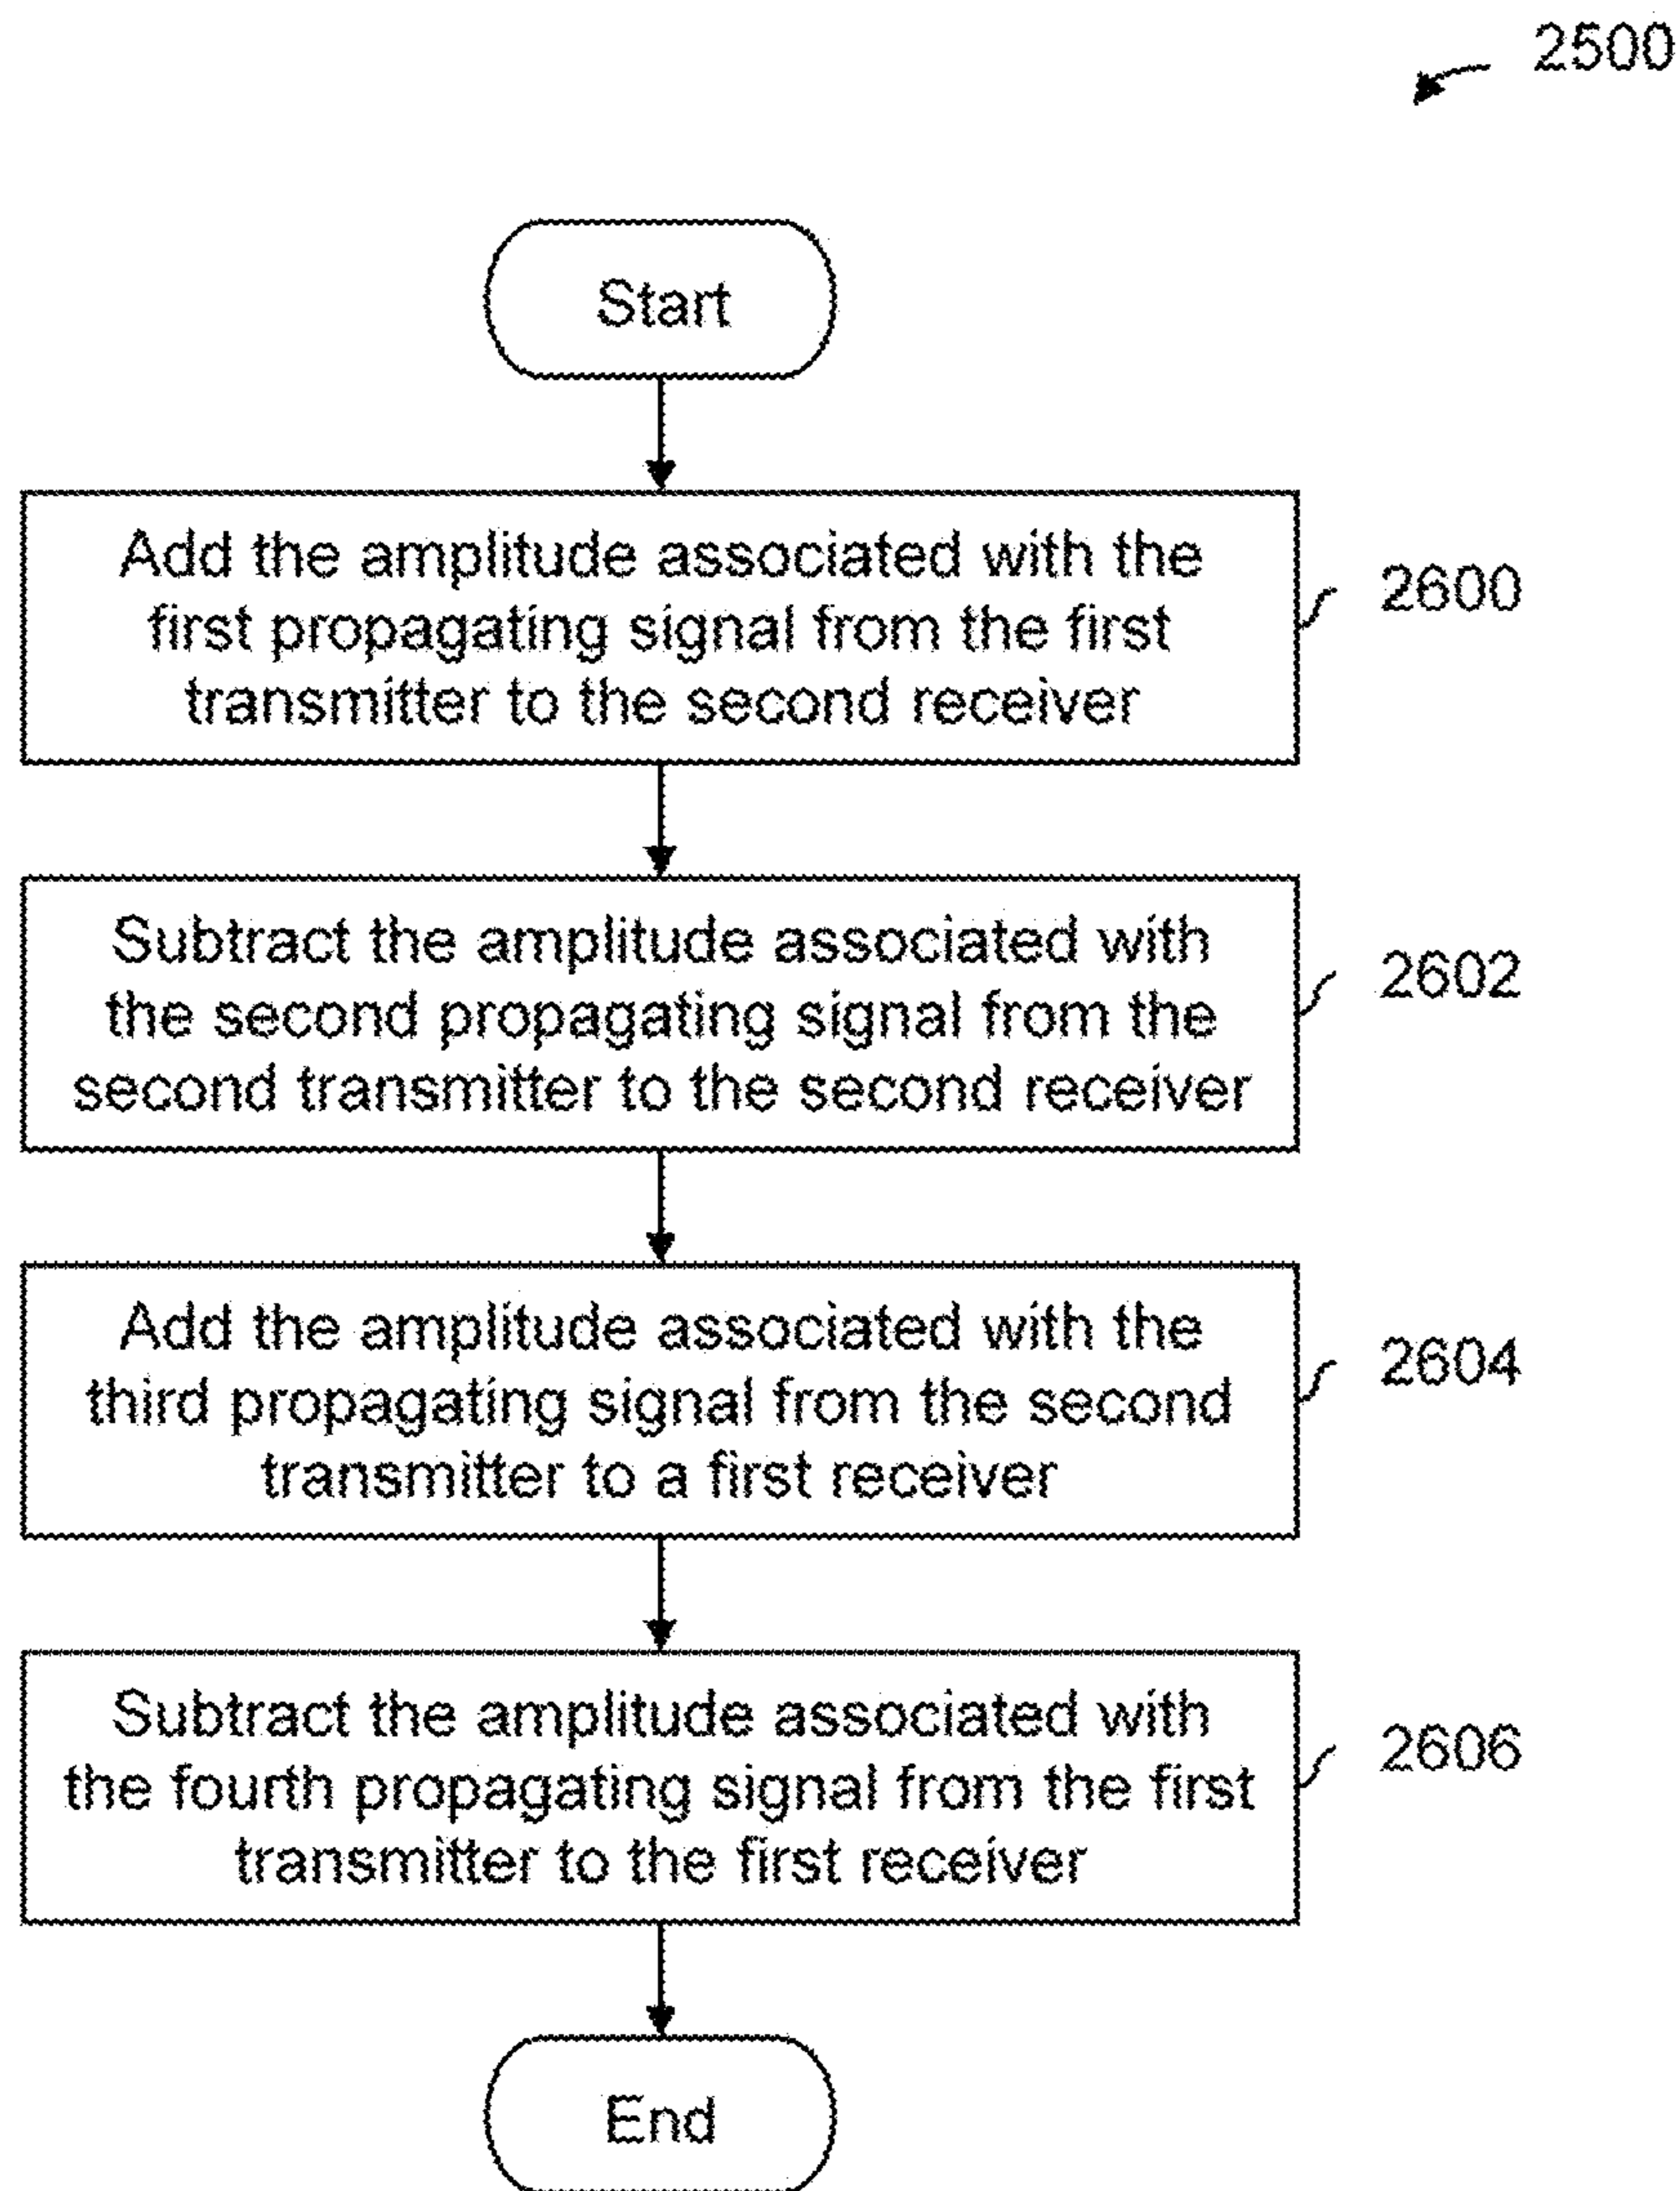 2500
Start
Add the amplitude associated with the
first propagating signal from the first
transmitter to the second receiver
2600
Subtract the amplitude associated with
the second propagating signal from the
second transmitter to the second receiver
2602
Add the amplitude associated with the
third propagating signal from the second
transmitter to a first receiver
2604
Subtract the amplitude associated with
the fourth propagating signal from the first
transmitter to the first receiver
2606
End